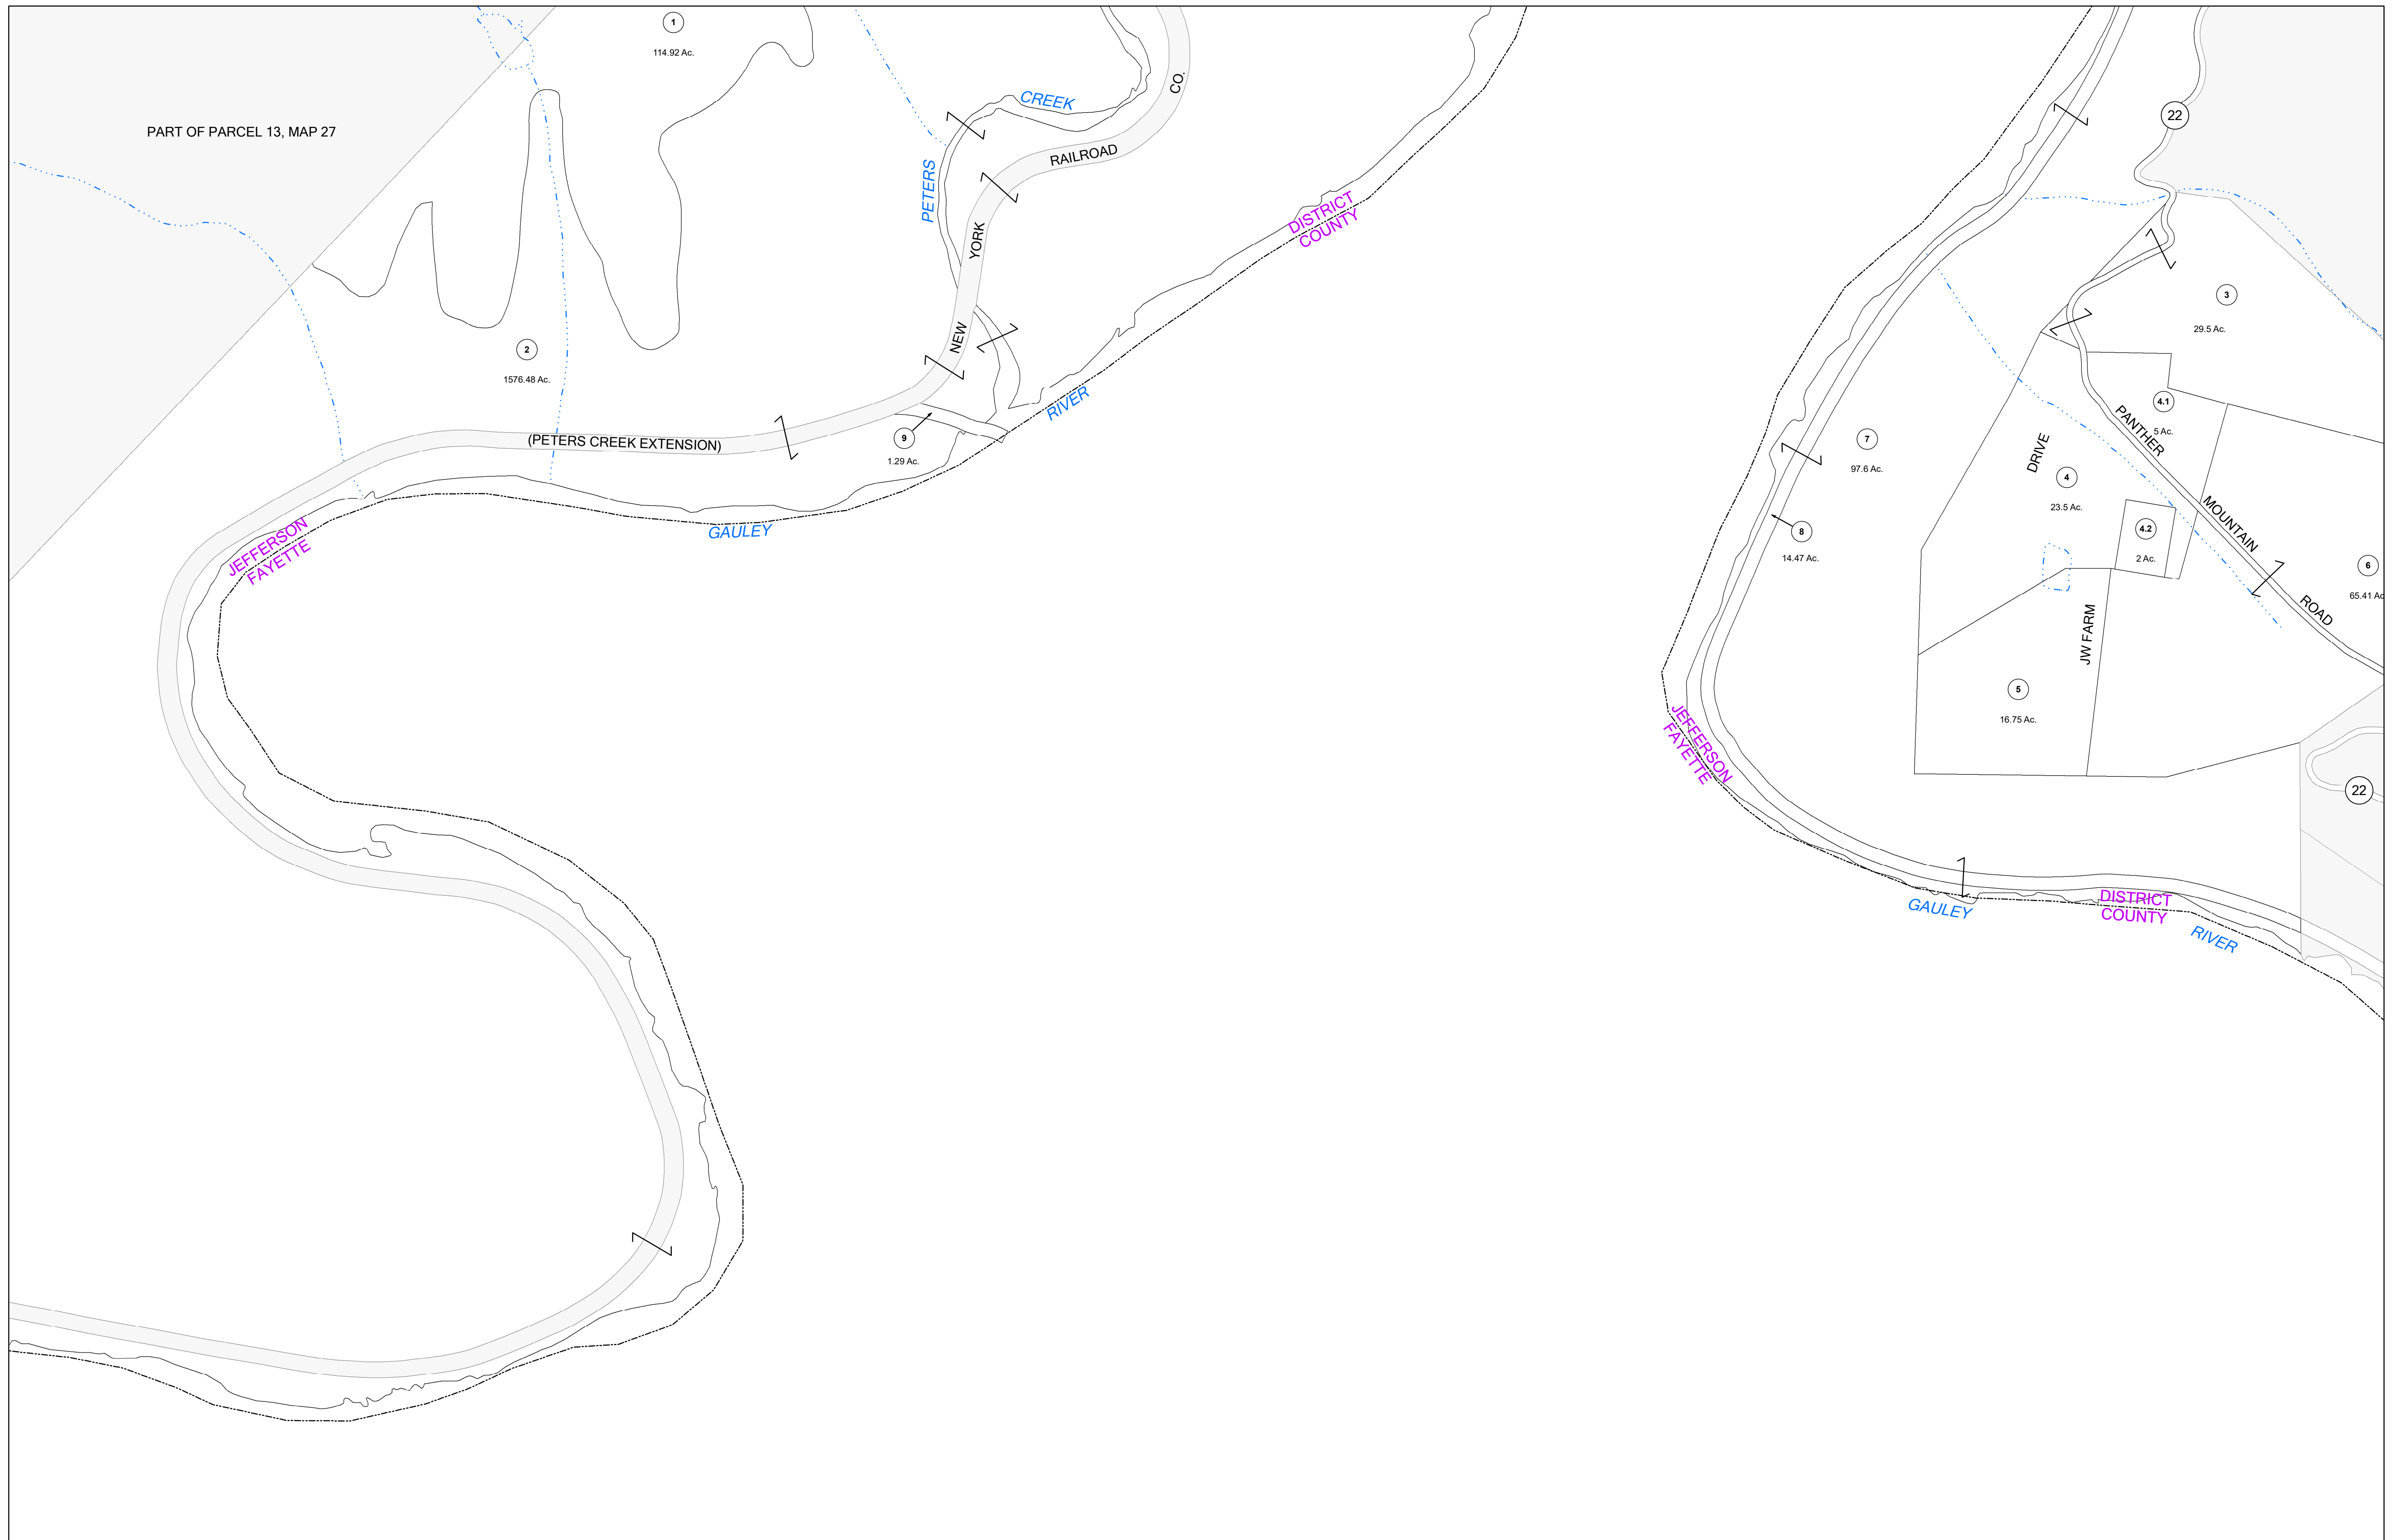 1
114.92 Ac.
PART OF PARCEL 13, MAP 27
CREEK
PETERS
NEW
YORK
RAILROAD
CO.
DISTRICT
COUNTY
2
1576.48 Ac.
(PETERS CREEK EXTENSION)
9
1.29 Ac.
GAULEY
RIVER
JEFFERSON
FAYETTE
22
3
29.5 Ac.
4.1
5 Ac.
PANTHER
MOUNTAIN
ROAD
7
97.6 Ac.
JW FARM
DRIVE
4
23.5 Ac.
4.2
2 Ac.
8
14.47 Ac.
6
65.41 Ac
5
16.75 Ac.
JEFFERSON
FAYETTE
22
GAULEY
RIVER
DISTRICT
COUNTY